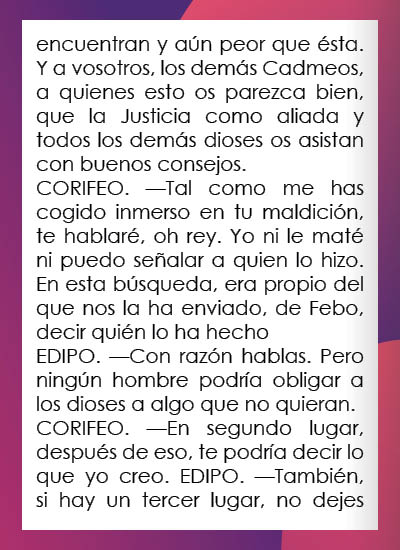 encuentran y aún peor que ésta.
Y a vosotros, los demás Cadmeos,
a quienes esto os parezca bien,
que la Justicia como aliada y
todos los demás dioses os asistan
con buenos consejos.
CORIFEO. —Tal como me has
cogido inmerso en tu maldición,
te hablaré, oh rey. Yo ni le maté
ni puedo señalar a quien lo hizo.
En esta búsqueda, era propio del
que nos la ha enviado, de Febo,
decir quién lo ha hecho
EDIPO. —Con razón hablas. Pero
ningún hombre podría obligar a
los dioses a algo que no quieran.
CORIFEO. —En segundo lugar,
después de eso, te podría decir lo
que yo creo. EDIPO. —También,
si hay un tercer lugar, no dejes